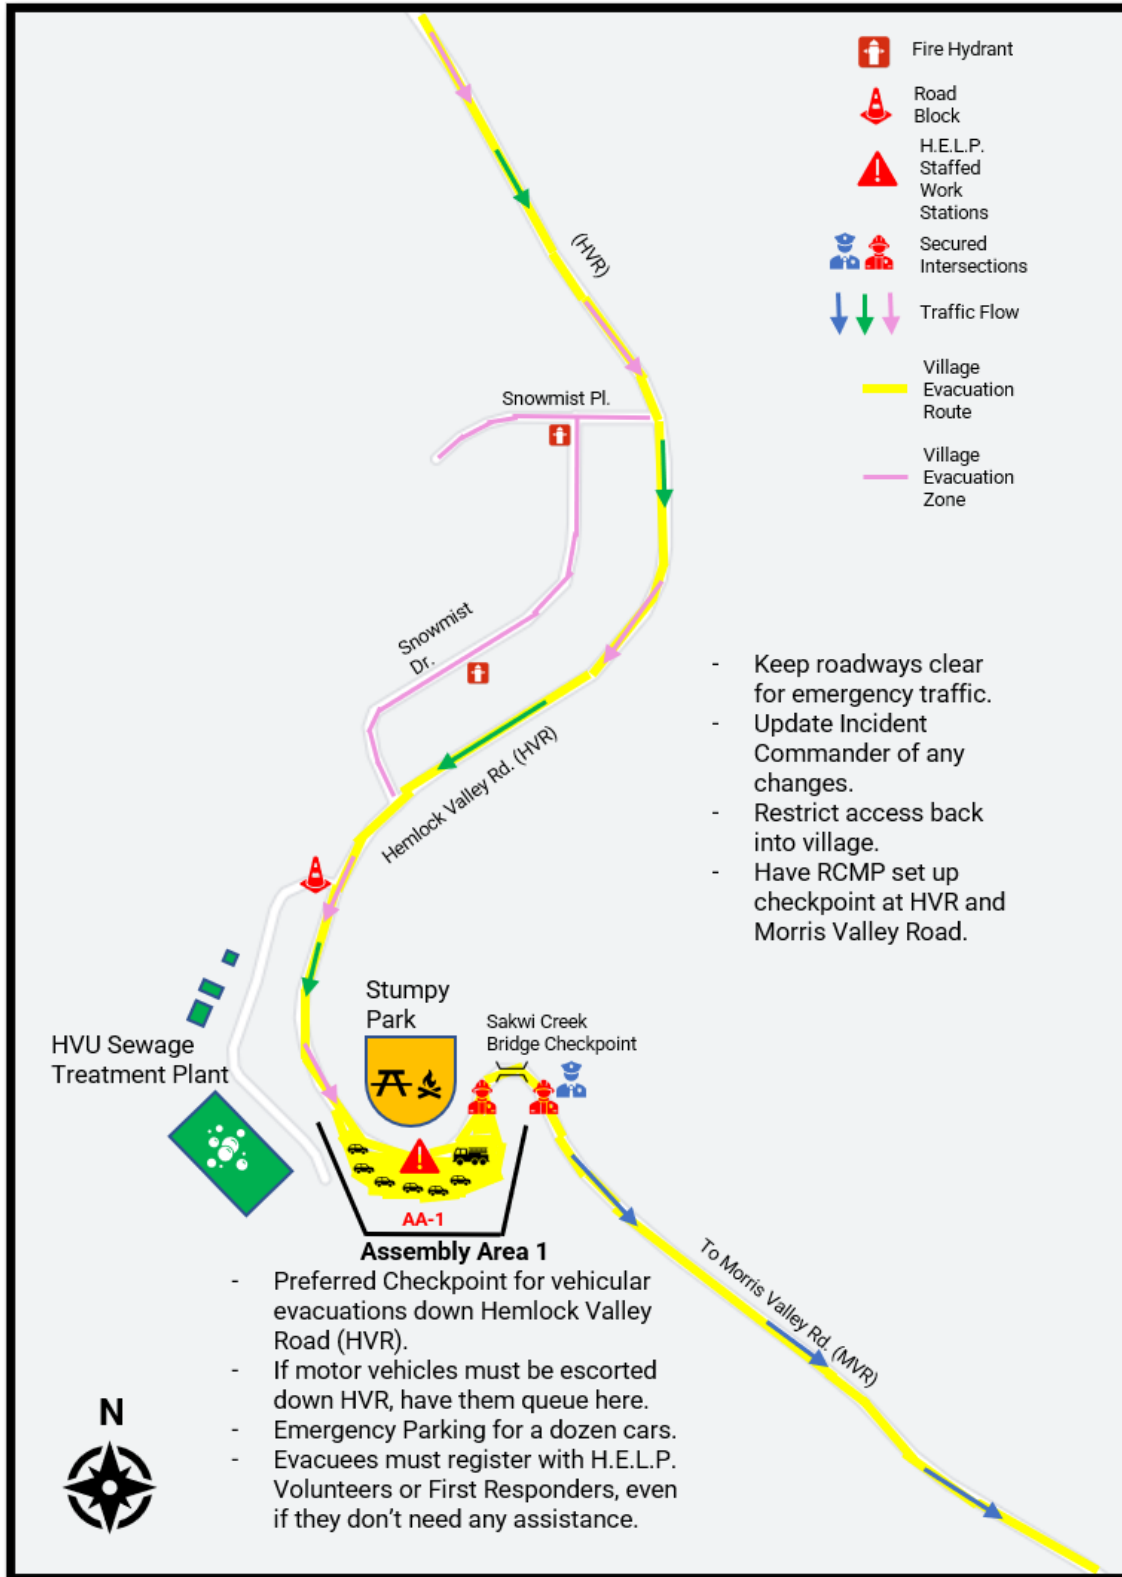 Fire Hydrant
Road
Block
H.E.L.P.
Staffed
Work
Stations
Secured
Intersections
Traffic Flow
Village
Evacuation
Route
Village
Evacuation
Zone
(HVR)
Snowmist Pl.
Snowmist
Dr.
Hemlock Valley Rd. (HVR)
- Keep roadways clear
for emergency traffic.
- Update Incident
Commander of any
changes.
- Restrict access back
into village.
- Have RCMP set up
checkpoint at HVR and
Morris Valley Road.
Stumpy
Park
Sakwi Creek
Bridge Checkpoint
HVU Sewage
Treatment Plant
AA-1
To Morris Valley Rd. (MVR)
Assembly Area 1
- Preferred Checkpoint for vehicular
evacuations down Hemlock Valley
Road (HVR).
- If motor vehicles must be escorted
down HVR, have them queue here.
- Emergency Parking for a dozen cars.
- Evacuees must register with H.E.L.P.
Volunteers or First Responders, even
if they don’t need any assistance.
N